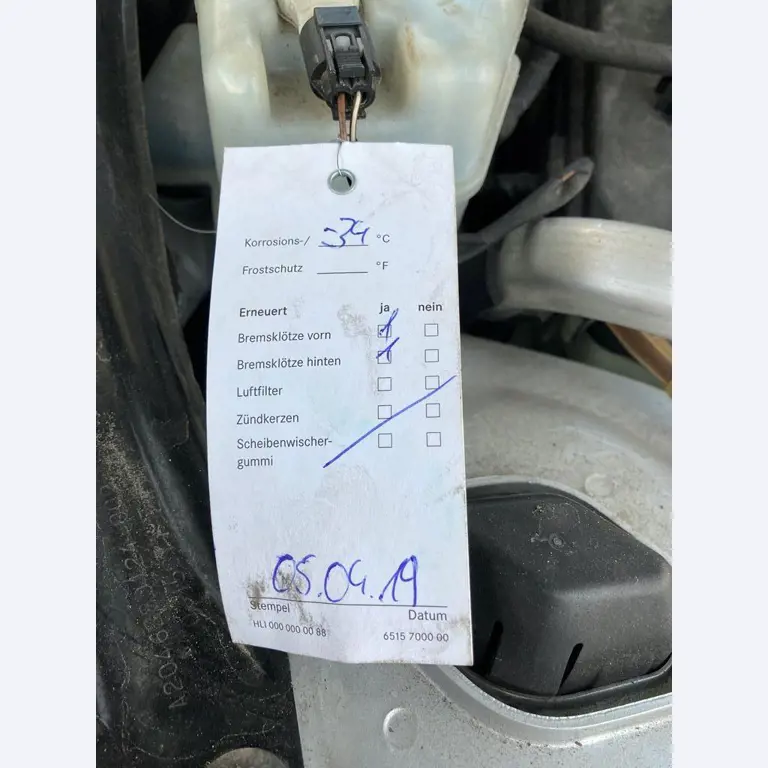 Korrosions-/ -34 °C
Frostschutz °F
Erneuert ja nein
Bremsklötze vorn
Bremsklötze hinten
Luftfilter
Zündkerzen
Scheibenwischer-
gummi
05.04.19
Stempel Datum
HLI 000 000 00 88 6515 7000 00